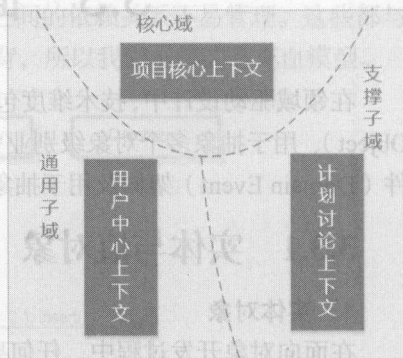 核心域
项目核心上下文
支撑子域
通用子域
用户中心上下文
计划讨论上下文